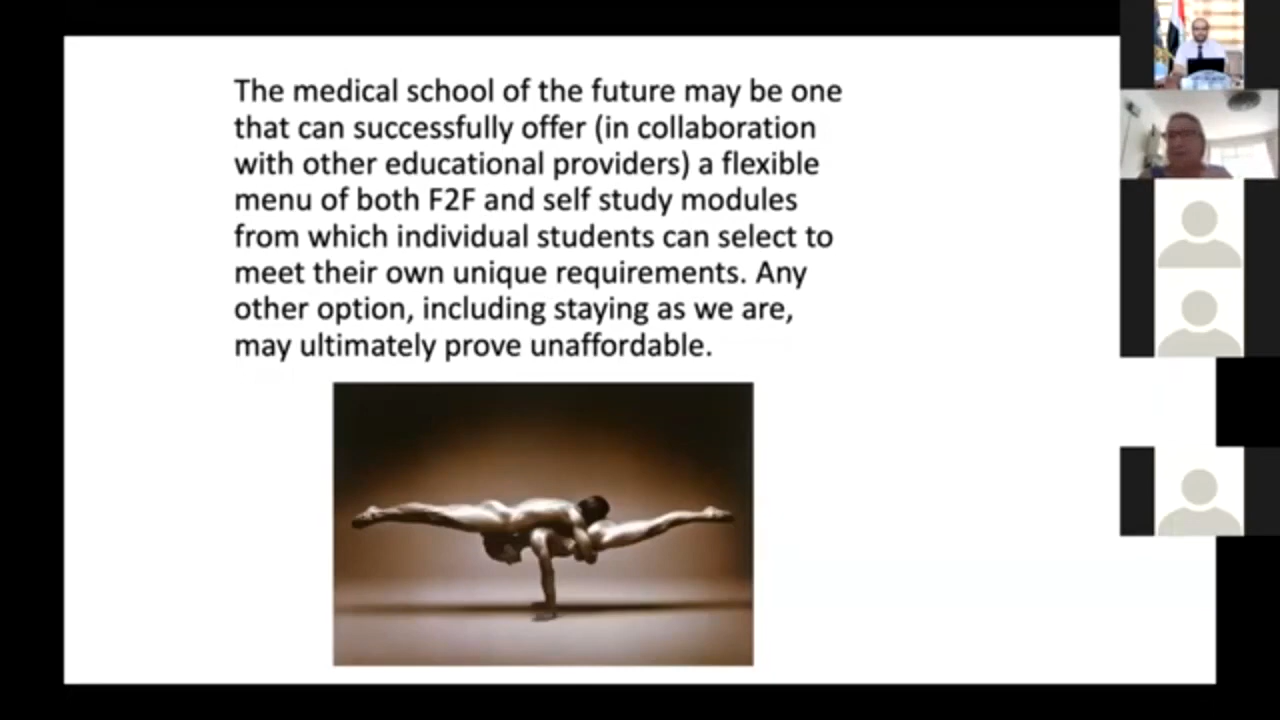 The medical school of the future may be one
that can successfully offer (in collaboration
with other educational providers) a flexible
menu of both F2F and self study modules
from which individual students can select to
meet their own unique requirements. Any
other option, including staying as we are,
may ultimately prove unaffordable.